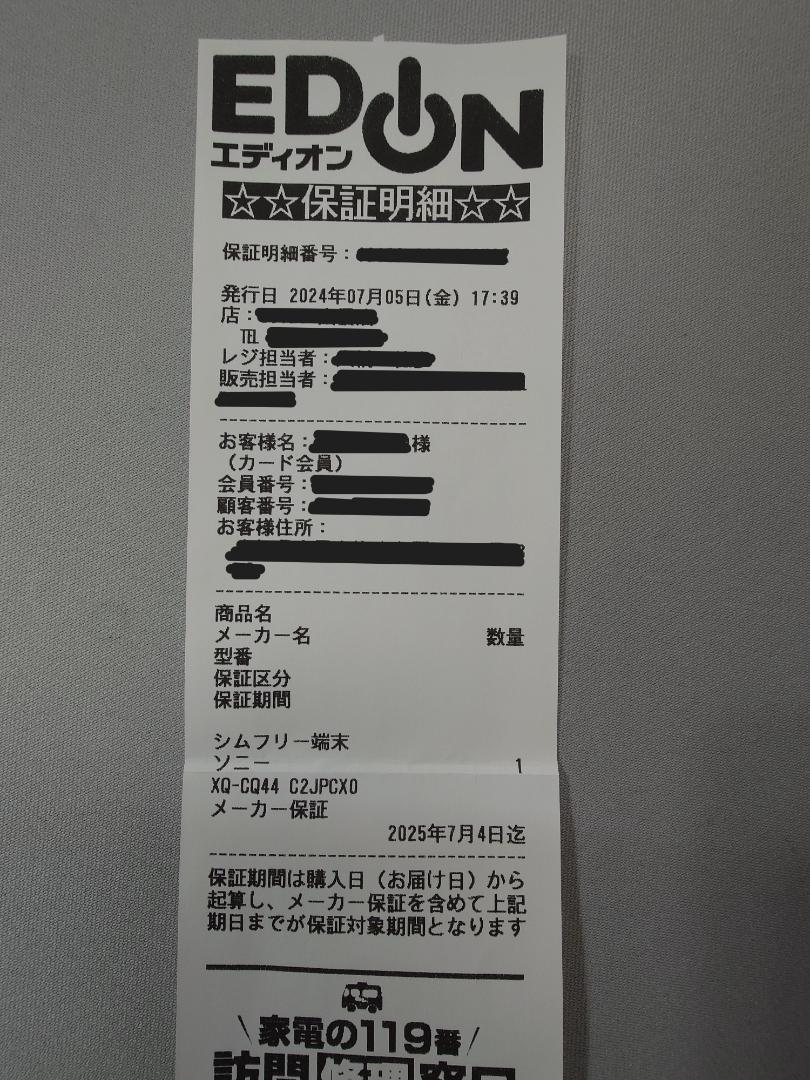 EDION
エディオン
☆☆保証明細☆☆
保証明細番号：
発行日 2024年07月05日(金) 17:39
店：
TEL
レジ担当者：
販売担当者：
お客様名： 様
（カード会員）
会員番号：
顧客番号：
お客様住所：
商品名
メーカー名 数量
型番
保証区分
保証期間
シムフリー端末
ソニー 1
XQ-CQ44 C2JPCX0
メーカー保証
2025年7月4日迄
保証期間は購入日（お届け日）から
起算し、メーカー保証を含めて上記
期日までが保証対象期間となります
家電の119番
訪問修理窓口